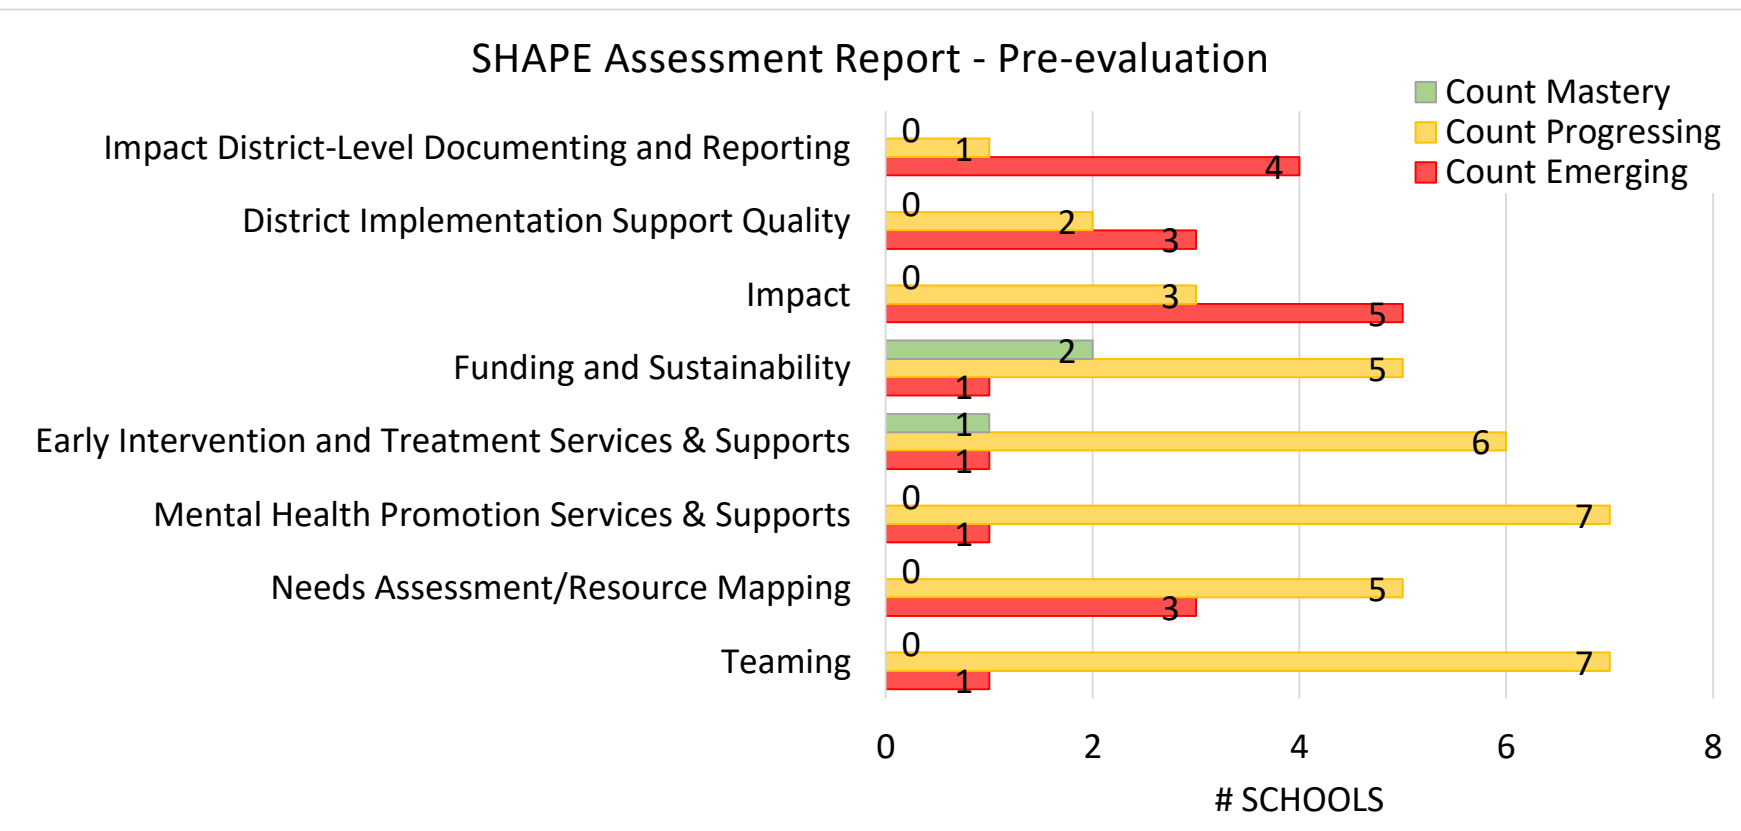 SHAPE Assessment Report - Pre-evaluation
Count Mastery
Count Progressing
Count Emerging
Impact District-Level Documenting and Reporting
0
1
4
District Implementation Support Quality
0
2
3
Impact
0
3
5
Funding and Sustainability
2
5
1
Early Intervention and Treatment Services & Supports
1
6
1
Mental Health Promotion Services & Supports
0
7
1
Needs Assessment/Resource Mapping
0
5
3
Teaming
0
7
1
0 2 4 6 8
# SCHOOLS